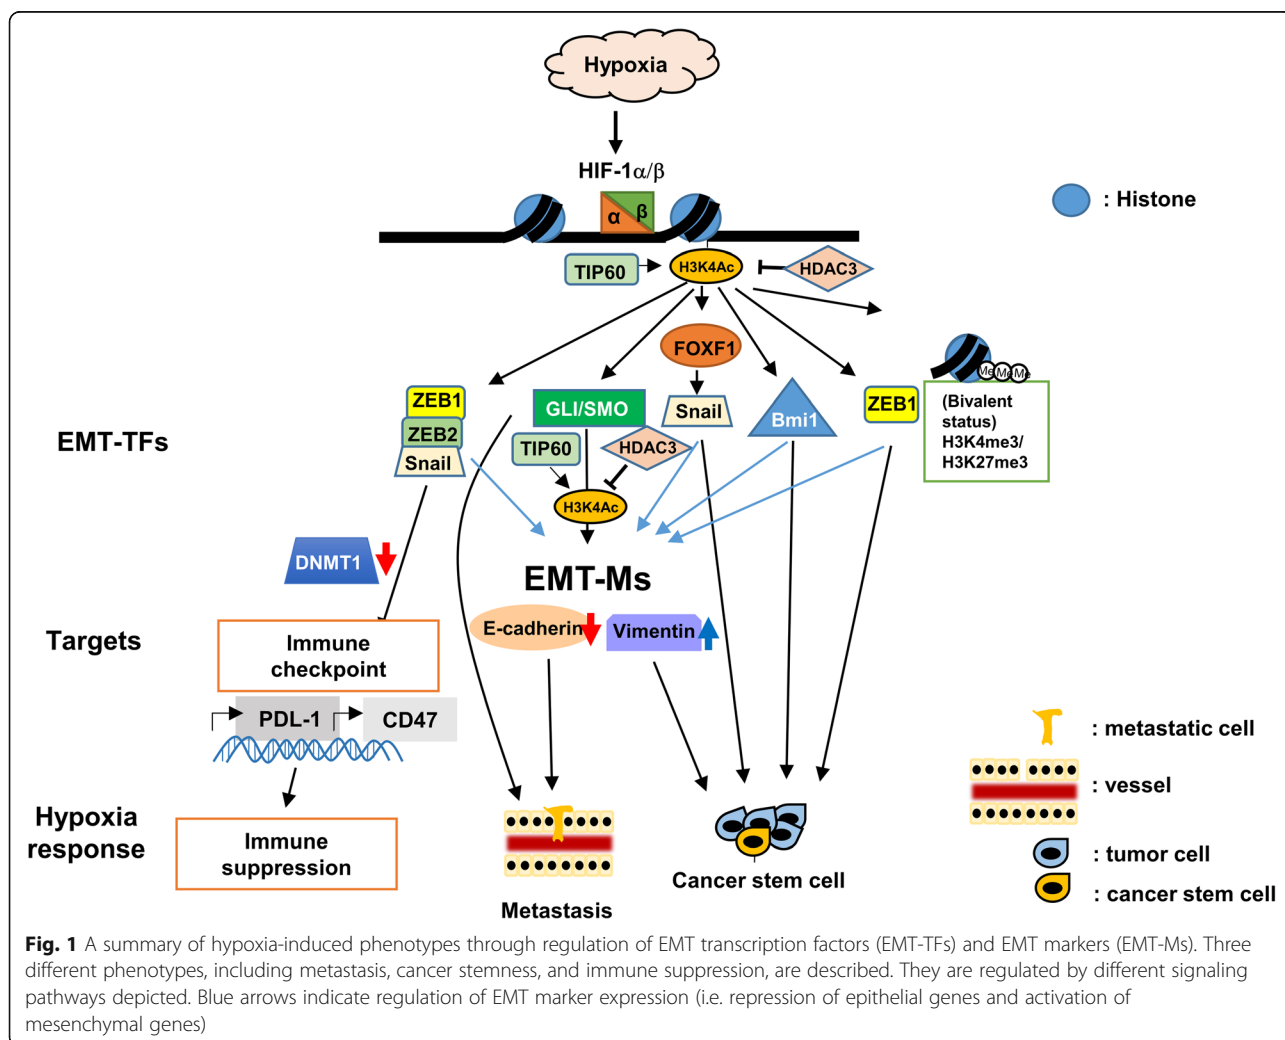 Hypoxia
HIF-1α/β
α
β
: Histone
TIP60
H3K4Ac
HDAC3
FOXF1
EMT-TFs
ZEB1
ZEB2
Snail
GLI/SMO
TIP60
HDAC3
H3K4Ac
Snail
Bmi1
ZEB1
Me Me Me
(Bivalent
status)
H3K4me3/
H3K27me3
DNMT1
EMT-Ms
E-cadherin
Vimentin
Targets
Immune
checkpoint
PDL-1
CD47
Hypoxia
response
Immune
suppression
Metastasis
Cancer stem cell
: metastatic cell
: vessel
: tumor cell
: cancer stem cell
Fig. 1 A summary of hypoxia-induced phenotypes through regulation of EMT transcription factors (EMT-TFs) and EMT markers (EMT-Ms). Three
different phenotypes, including metastasis, cancer stemness, and immune suppression, are described. They are regulated by different signaling
pathways depicted. Blue arrows indicate regulation of EMT marker expression (i.e. repression of epithelial genes and activation of
mesenchymal genes)